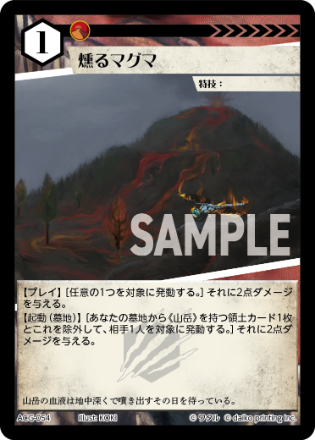 1
燻るマグマ
特技：
SAMPLE
【プレイ】[任意の1つを対象に発動する。]それに2点ダメージ
を与える。
【起動（墓地）】[あなたの墓地から《山岳》を持つ領土カード1枚
とこれを除外して、相手1人を対象に発動する。]それに2点ダメ
ージを与える。
山岳の血液は地中深くで噴き出すその日を待っている。
Illust: KOKI
© ワタル © daiko printing inc.